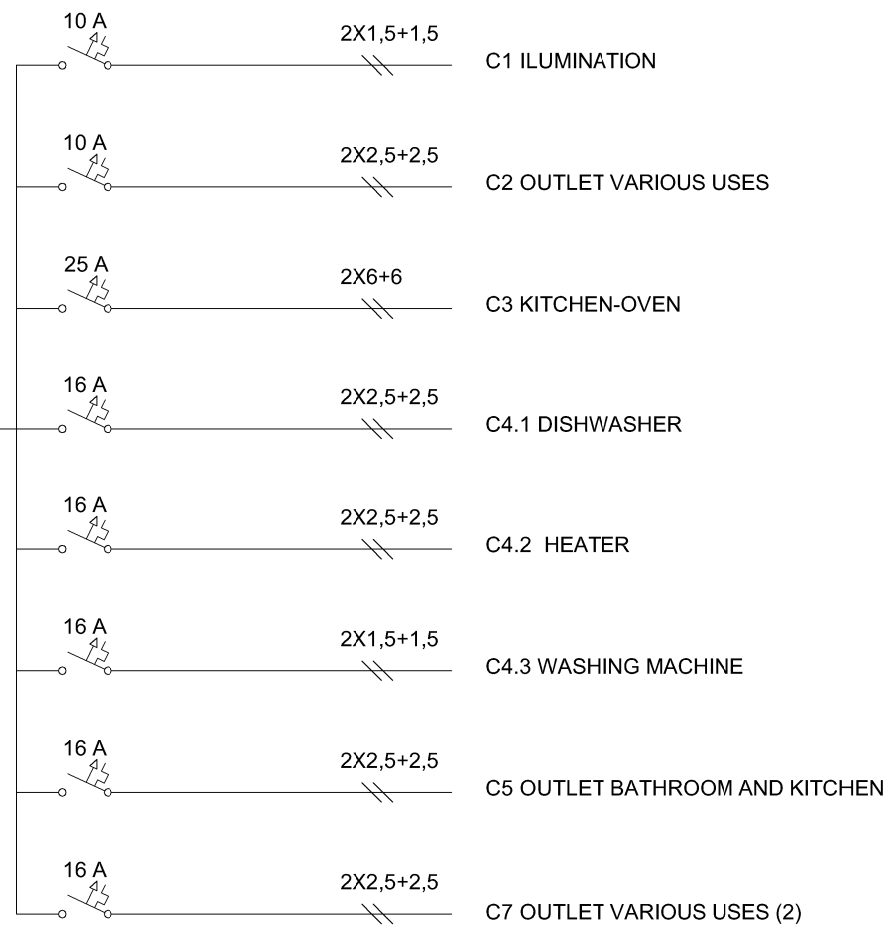 10 A
2X1,5+1,5
C1 ILUMINATION
10 A
2X2,5+2,5
C2 OUTLET VARIOUS USES
25 A
2X6+6
C3 KITCHEN-OVEN
16 A
2X2,5+2,5
C4.1 DISHWASHER
16 A
2X2,5+2,5
C4.2 HEATER
16 A
2X1,5+1,5
C4.3 WASHING MACHINE
16 A
2X2,5+2,5
C5 OUTLET BATHROOM AND KITCHEN
16 A
2X2,5+2,5
C7 OUTLET VARIOUS USES (2)